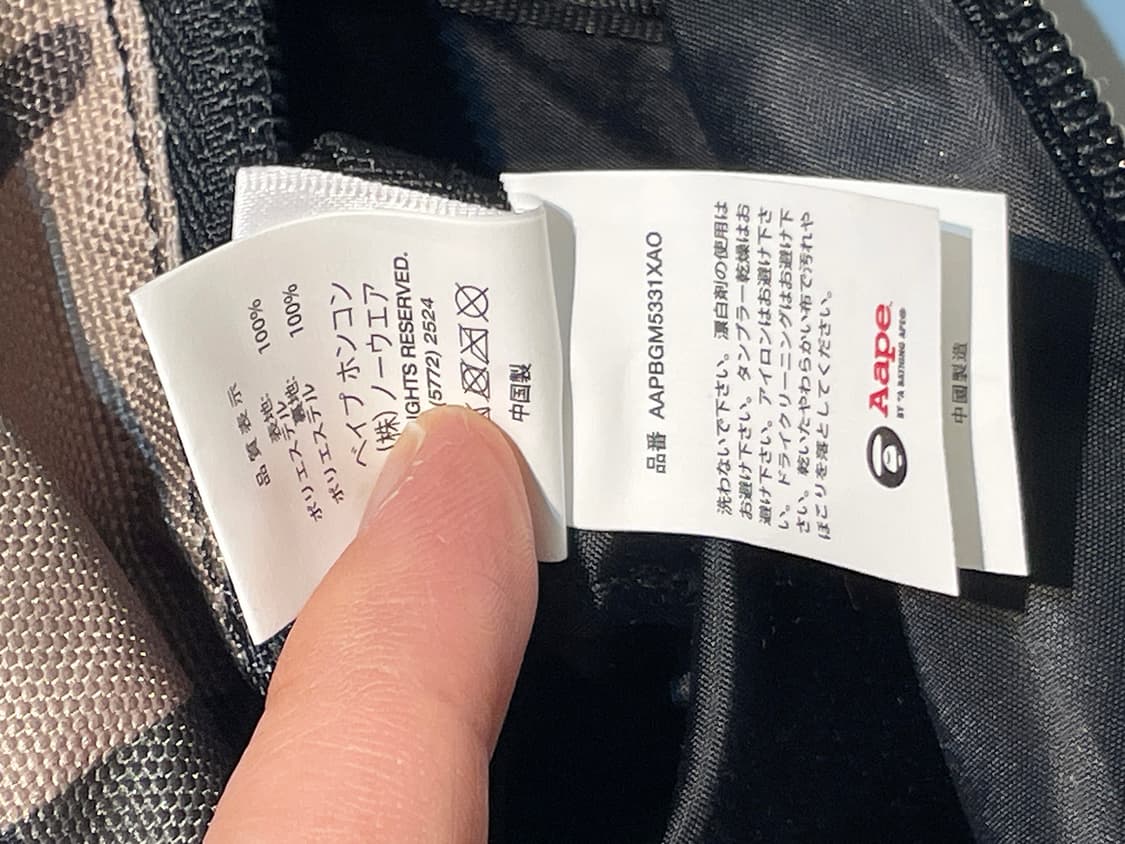 品質表示
表地:
ポリエステル 100%
裏地:
ポリエステル 100%
ベイプ ホンコン
(株) ノーウエア
IGHTS RESERVED.
(5772) 2524
中国製
品番 AAPBGM5331XAO
洗わないで下さい。漂白剤の使用は
お避け下さい。タンブラー乾燥はお
避け下さい。アイロンはお避け下さ
い。ドライクリーニングはお避け下
さい。乾いたやわらかい布で汚れや
ほこりを落としてください。
Aape
BY *A BATHING APE®
中國製造